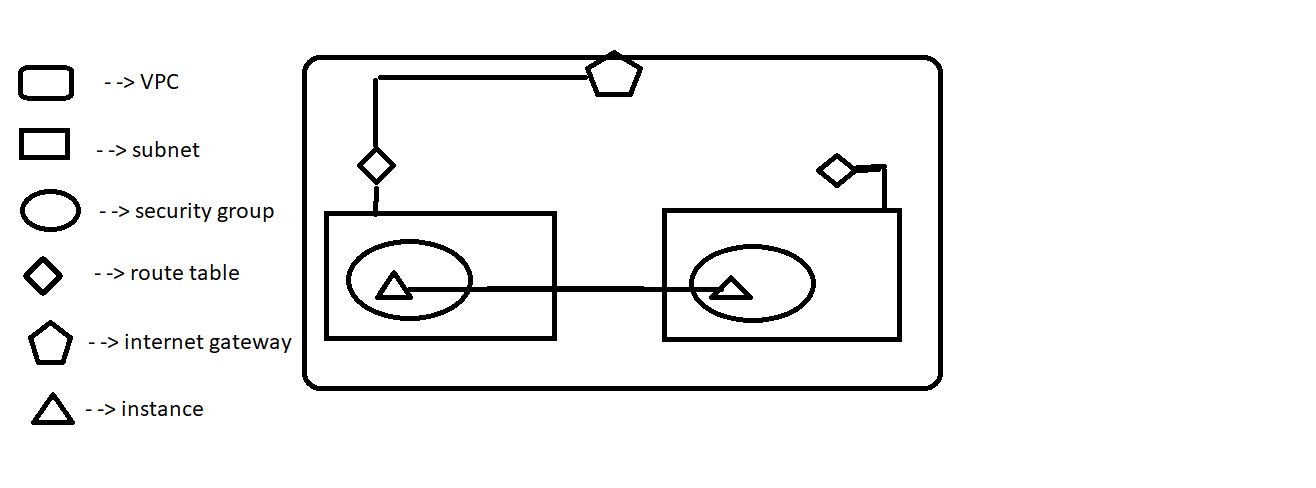 - -> VPC
- -> subnet
- -> security group
- -> route table
- -> internet gateway
- -> instance